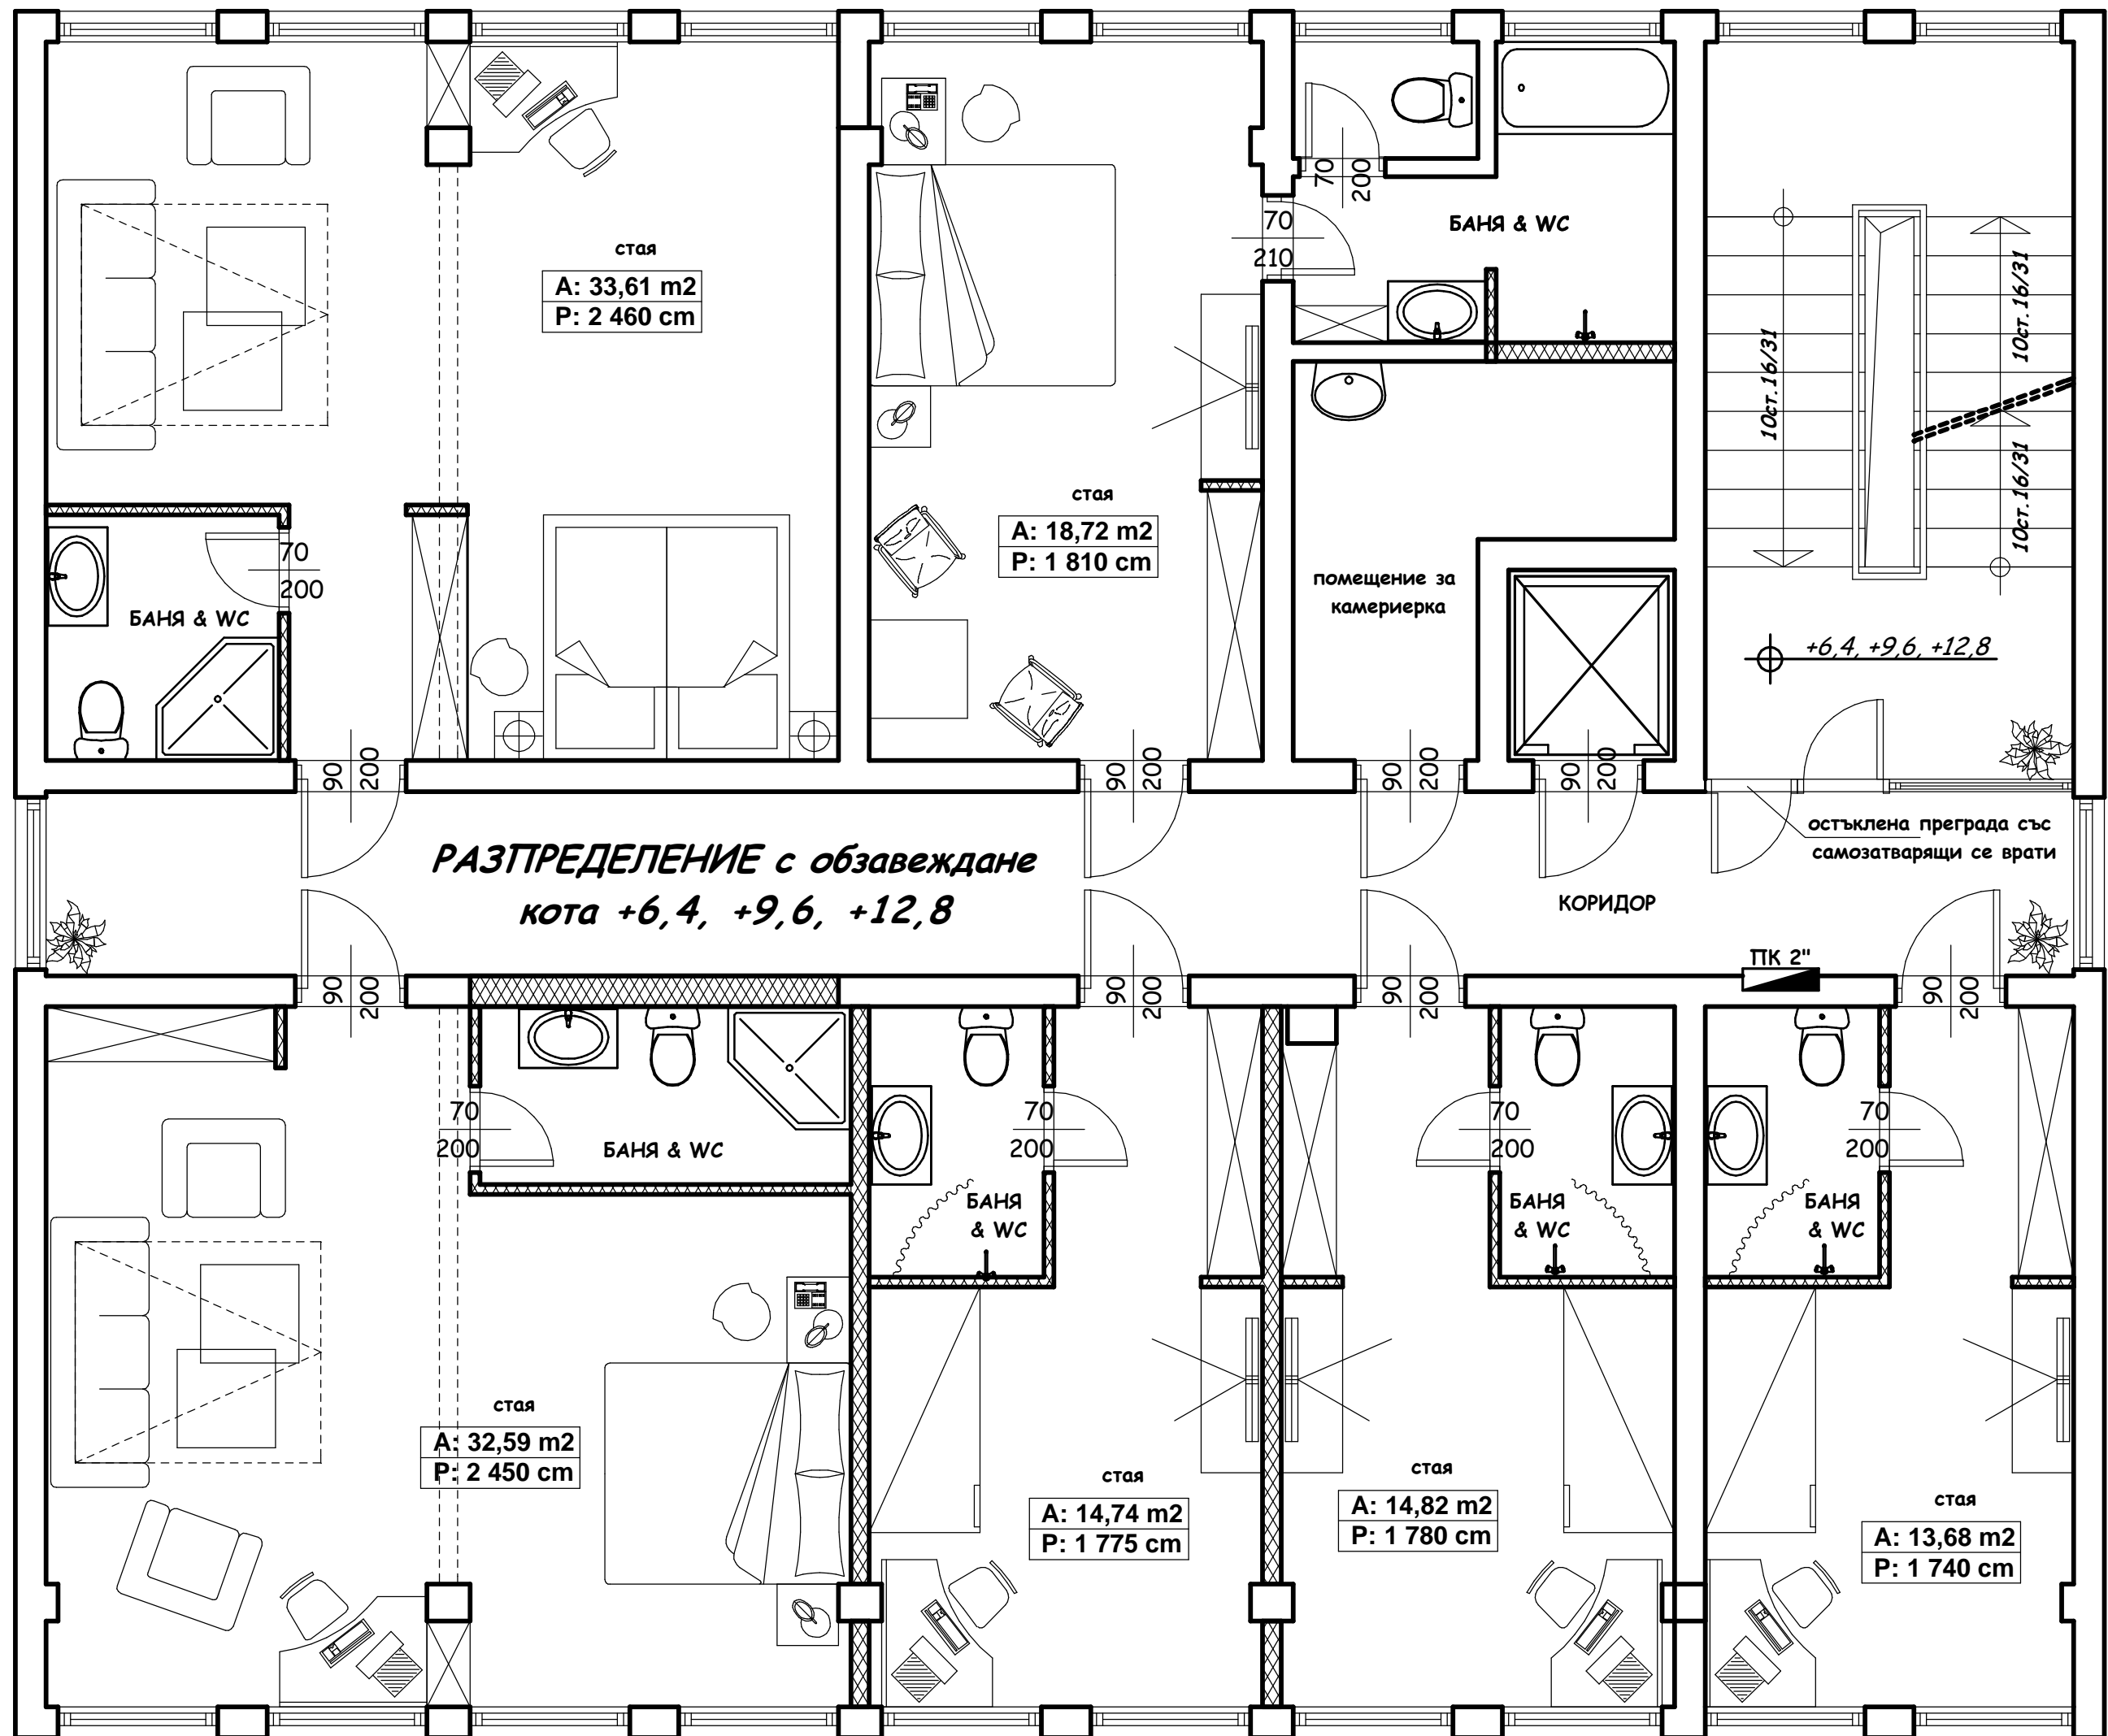 70
200
70
210
БАНЯ & WC
стая
A: 33,61 m2
P: 2 460 cm
10ст.16/31
10ст.16/31
10ст.16/31
стая
A: 18,72 m2
P: 1 810 cm
70
200
БАНЯ & WC
помещение за
камериерка
+6,4, +9,6, +12,8
90
200
90
200
90
200
90
200
остъклена преграда със
самозатварящи се врати
РАЗПРЕДЕЛЕНИЕ с обзавеждане
кота +6,4, +9,6, +12,8
КОРИДОР
ПК 2"
90
200
90
200
90
200
90
200
70
200
БАНЯ & WC
70
200
70
200
70
200
БАНЯ
& WC
БАНЯ
& WC
БАНЯ
& WC
стая
A: 32,59 m2
P: 2 450 cm
стая
A: 14,74 m2
P: 1 775 cm
стая
A: 14,82 m2
P: 1 780 cm
стая
A: 13,68 m2
P: 1 740 cm